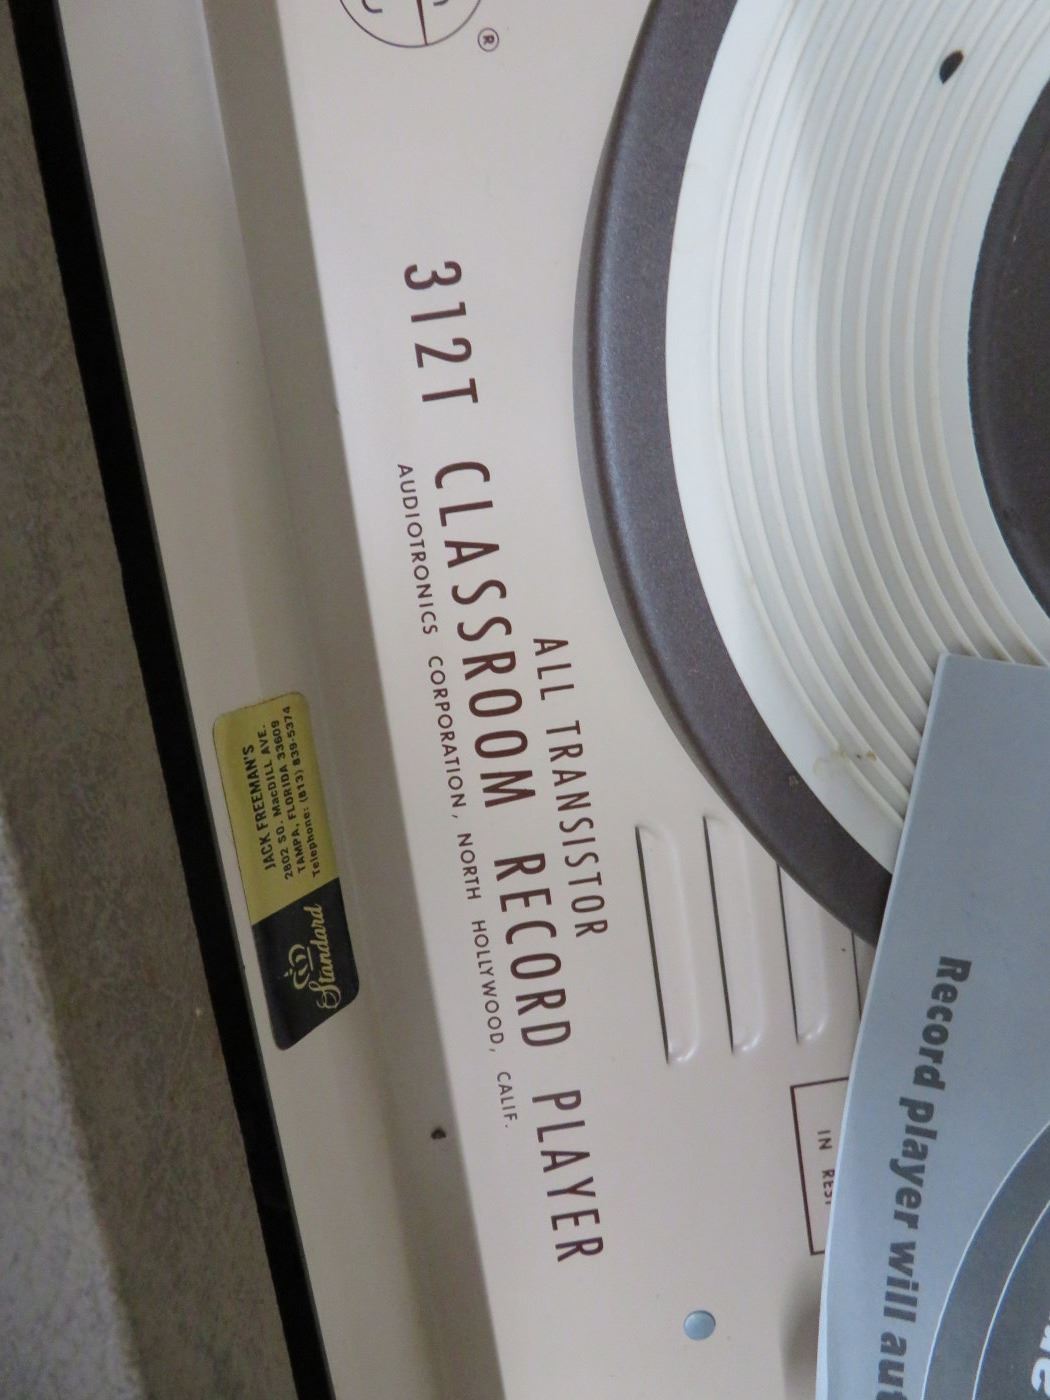 ®
ALL TRANSISTOR
312T CLASSROOM RECORD PLAYER
AUDIOTRONICS CORPORATION, NORTH HOLLYWOOD, CALIF.
JACK FREEMAN'S
2802 SO. MacDILL AVE.
TAMPA, FLORIDA 33609
Telephone: (813) 839-5374
Standard
IN
Record player will aut